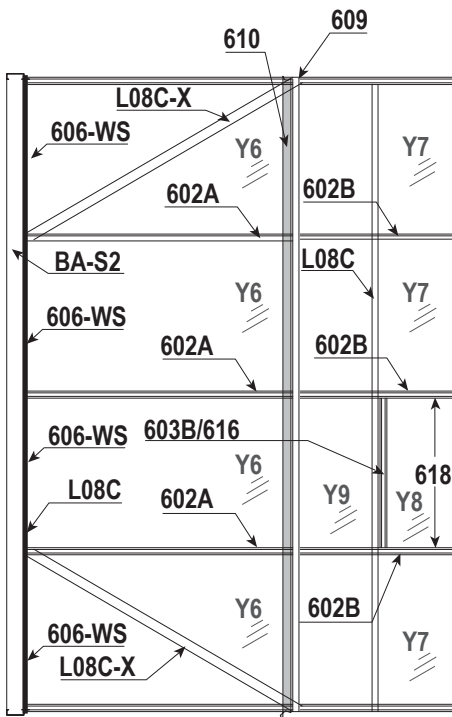 609
610
L08C-X
606-WS
Y6
Y7
602A
602B
BA-S2
L08C
Y6
Y7
606-WS
602A
602B
603B/616
606-WS
Y6
618
L08C
602A
Y9
Y8
Y6
602B
606-WS
Y7
L08C-X